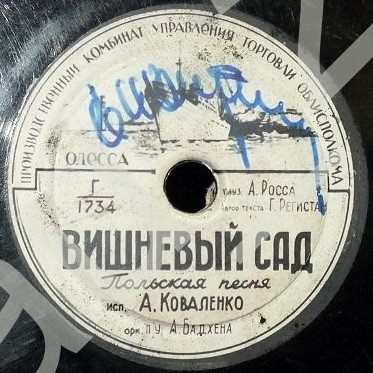 ПРОИЗВОДСТВЕННЫЙ КОМБИНАТ УПРАВЛЕНИЯ ТОРГОВЛИ ОБЛИСПОЛКОМА
ОДЕССА
Г
1734
муз. А. РОССА
автор текста Г. РЕГИСТАН
ВИШНЕВЫЙ САД
Польская песня
исп. А. КОВАЛЕНКО
орк. п/у А. БАДХЕНА